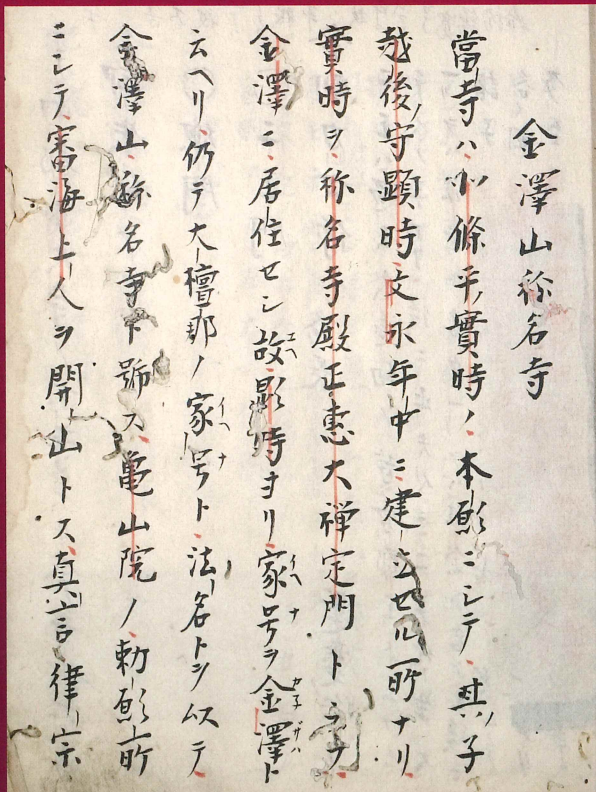 金澤山称名寺
當寺ハ小條平實時ノ本願ニシテ其子
越後ノ守顕時文永年中ニ建立セル所ナリ
實時ヲ称名寺殿正恵大禅定門ト云テ
金澤ニ居住セシ故顕時ヨリ家号ヲ金澤ト
云ヘリ仍テ大檀那ノ家号ト法名トヲ以テ
金澤山称名寺ト號ス亀山院ノ勅願所
ニシテ審海上人ヲ開山トス真言律宗